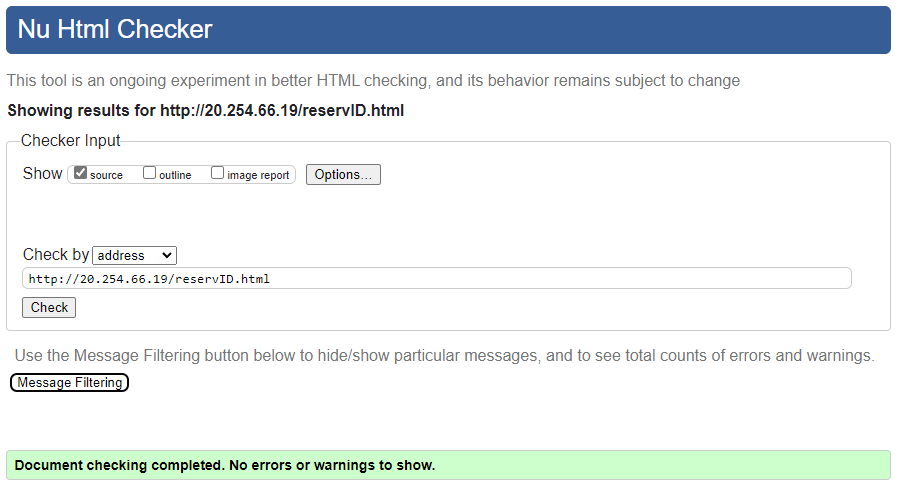 Nu Html Checker
This tool is an ongoing experiment in better HTML checking, and its behavior remains subject to change
Showing results for http://20.254.66.19/reservID.html
Checker Input
Show source outline image report Options...
Check by address
http://20.254.66.19/reservID.html
Check
Use the Message Filtering button below to hide/show particular messages, and to see total counts of errors and warnings.
Message Filtering
Document checking completed. No errors or warnings to show.